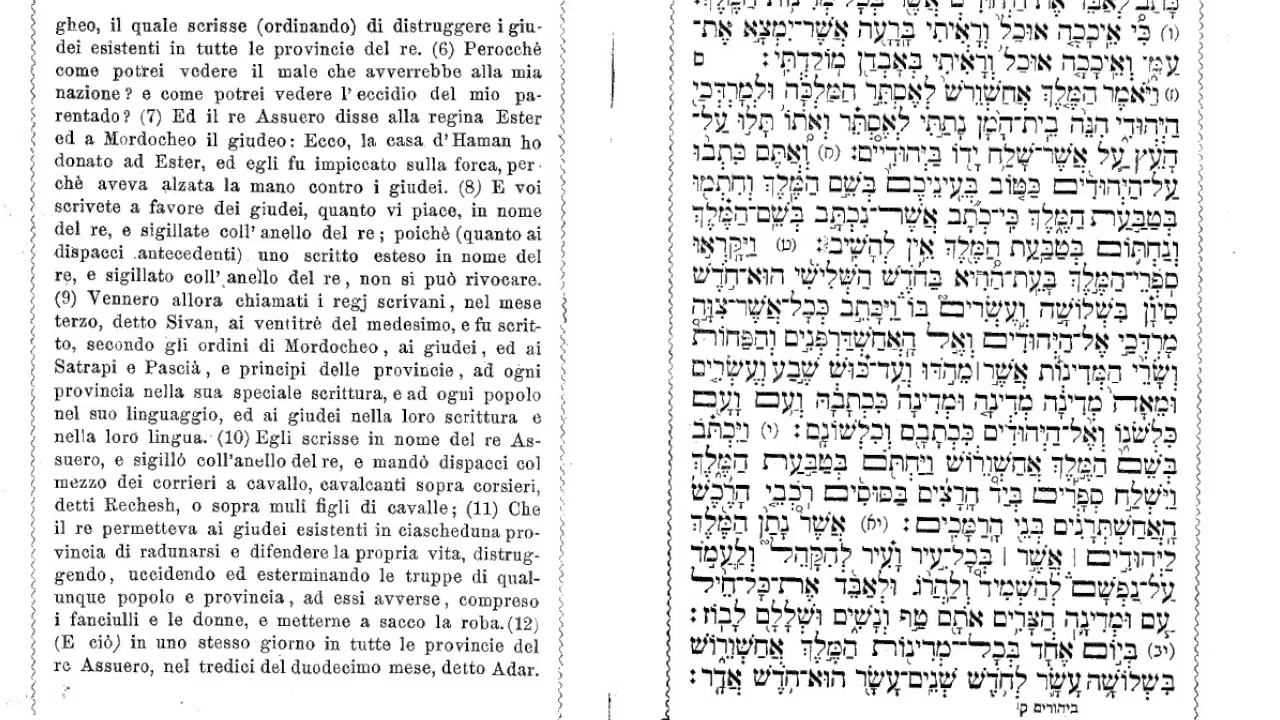 gheo, il quale scrisse (ordinando) di distruggere i giu-
dei esistenti in tutte le provincie del re. (6) Perocchè
come potrei vedere il male che avverrebbe alla mia
nazione? e come potrei vedere l'eccidio del mio pa-
rentado? (7) Ed il re Assuero disse alla regina Ester
ed a Mordocheo il giudeo: Ecco, la casa d'Haman ho
donato ad Ester, ed egli fu impiccato sulla forca, per-
chè aveva alzata la mano contro i giudei. (8) E voi
scrivete a favore dei giudei, quanto vi piace, in nome
del re, e sigillate coll'anello del re; poichè (quanto ai
dispacci antecedenti) uno scritto esteso in nome del
re, e sigillato coll'anello del re, non si può rivocare.
(9) Vennero allora chiamati i regj scrivani, nel mese
terzo, detto Sivan, ai ventitrè del medesimo, e fu scrit-
to, secondo gli ordini di Mordocheo, ai giudei, ed ai
Satrapi e Pascià, e principi delle provincie, ad ogni
provincia nella sua speciale scrittura, e ad ogni popolo
nel suo linguaggio, ed ai giudei nella loro scrittura e
nella loro lingua. (10) Egli scrisse in nome del re As-
suero, e sigillò coll'anello del re, e mandò dispacci col
mezzo dei corrieri a cavallo, cavalcanti sopra corsieri,
detti Rechesh, o sopra muli figli di cavalle; (11) Che
il re permetteva ai giudei esistenti in ciascheduna pro-
vincia di radunarsi e difendere la propria vita, distrug-
gendo, uccidendo ed esterminando le truppe di qual-
unque popolo e provincia, ad essi avverse, compreso
i fanciulli e le donne, e metterne a sacco la roba. (12)
(E ciò) in uno stesso giorno in tutte le provincie del
re Assuero, nel tredici del duodecimo mese, detto Adar.
(ו) כִּי אֵיכָכָה אוּכַל וְרָאִיתִי בָּרָעָה אֲשֶׁר־יִמְצָא אֶת־
עַמִּי וְאֵיכָכָה אוּכַל וְרָאִיתִי בְּאָבְדַן מוֹלַדְתִּי: ס
(ז) וַיֹּאמֶר הַמֶּלֶךְ אֲחַשְׁוֵרוֹשׁ לְאֶסְתֵּר הַמַּלְכָּה וּלְמָרְדֳּכַי
הַיְּהוּדִי הִנֵּה בֵית־הָמָן נָתַתִּי לְאֶסְתֵּר וְאֹתוֹ תָּלוּ עַל־
הָעֵץ עַל אֲשֶׁר־שָׁלַח יָדוֹ בַּיְּהוּדִיים: (ח) וְאַתֶּם כִּתְבוּ
עַל־הַיְּהוּדִים כַּטּוֹב בְּעֵינֵיכֶם בְּשֵׁם הַמֶּלֶךְ וְחִתְמוּ
בְּטַבַּעַת הַמֶּלֶךְ כִּי־כְתָב אֲשֶׁר־נִכְתָּב בְּשֵׁם־הַמֶּלֶךְ
וְנַחְתּוֹם בְּטַבַּעַת הַמֶּלֶךְ אֵין לְהָשִׁיב: (ט) וַיִּקָּרְאוּ
סֹפְרֵי־הַמֶּלֶךְ בָּעֵת־הַהִיא בַּחֹדֶשׁ הַשְּׁלִישִׁי הוּא־חֹדֶשׁ
סִיוָן בִּשְׁלוֹשָׁה וְעֶשְׂרִים בּוֹ וַיִּכָּתֵב כְּכָל־אֲשֶׁר־צִוָּה
מָרְדֳּכַי אֶל־הַיְּהוּדִים וְאֶל הָאֲחַשְׁדַּרְפְּנִים וְהַפַּחוֹת
וְשָׂרֵי הַמְּדִינוֹת אֲשֶׁר ׀ מֵהֹדּוּ וְעַד־כּוּשׁ שֶׁבַע וְעֶשְׂרִים
וּמֵאָה מְדִינָה מְדִינָה וּמְדִינָה כִּכְתָבָהּ וְעַם וָעָם
כִּלְשֹׁנוֹ וְאֶל־הַיְּהוּדִים כִּכְתָבָם וְכִלְשׁוֹנָם: (י) וַיִּכְתֹּב
בְּשֵׁם הַמֶּלֶךְ אֲחַשְׁוֵרוֹשׁ וַיַּחְתֹּם בְּטַבַּעַת הַמֶּלֶךְ
וַיִּשְׁלַח סְפָרִים בְּיַד הָרָצִים בַּסּוּסִים רֹכְבֵי הָרֶכֶשׁ
הָאֲחַשְׁתְּרָנִים בְּנֵי הָרַמָּכִים: (יא) אֲשֶׁר נָתַן הַמֶּלֶךְ
לַיְּהוּדִים אֲשֶׁר ׀ בְּכָל־עִיר וָעִיר לְהִקָּהֵל וְלַעֲמֹד
עַל־נַפְשָׁם לְהַשְׁמִיד וְלַהֲרֹג וּלְאַבֵּד אֶת־כָּל־חֵיל
עַם וּמְדִינָה הַצָּרִים אֹתָם טַף וְנָשִׁים וּשְׁלָלָם לָבוֹז:
(יב) בְּיוֹם אֶחָד בְּכָל־מְדִינוֹת הַמֶּלֶךְ אֲחַשְׁוֵרוֹשׁ
בִּשְׁלוֹשָׁה עָשָׂר לְחֹדֶשׁ שְׁנֵים־עָשָׂר הוּא־חֹדֶשׁ אֲדָר:
ביהודים ק׳